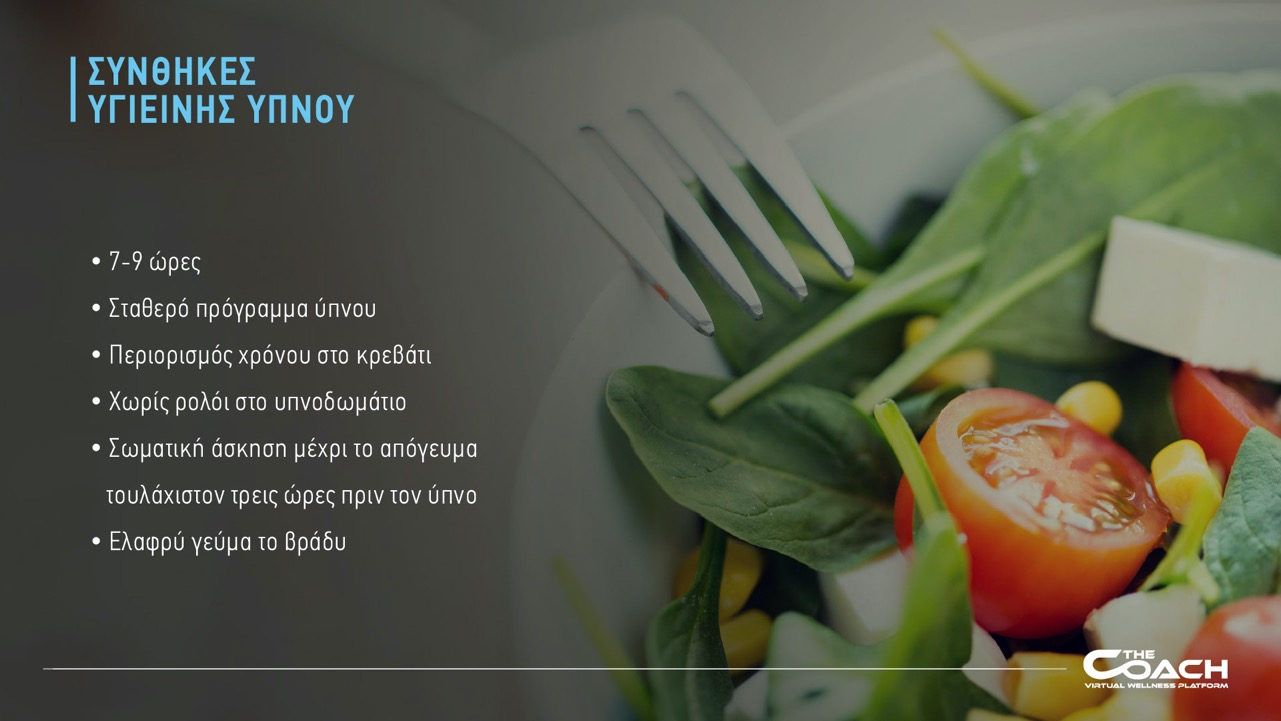 ΣΥΝΘΗΚΕΣ
ΥΓΙΕΙΝΗΣ ΥΠΝΟΥ
• 7-9 ώρες
• Σταθερό πρόγραμμα ύπνου
• Περιορισμός χρόνου στο κρεβάτι
• Χωρίς ρολόι στο υπνοδωμάτιο
• Σωματική άσκηση μέχρι το απόγευμα
τουλάχιστον τρεις ώρες πριν τον ύπνο
• Ελαφρύ γεύμα το βράδυ
THE
COACH
VIRTUAL WELLNESS PLATFORM